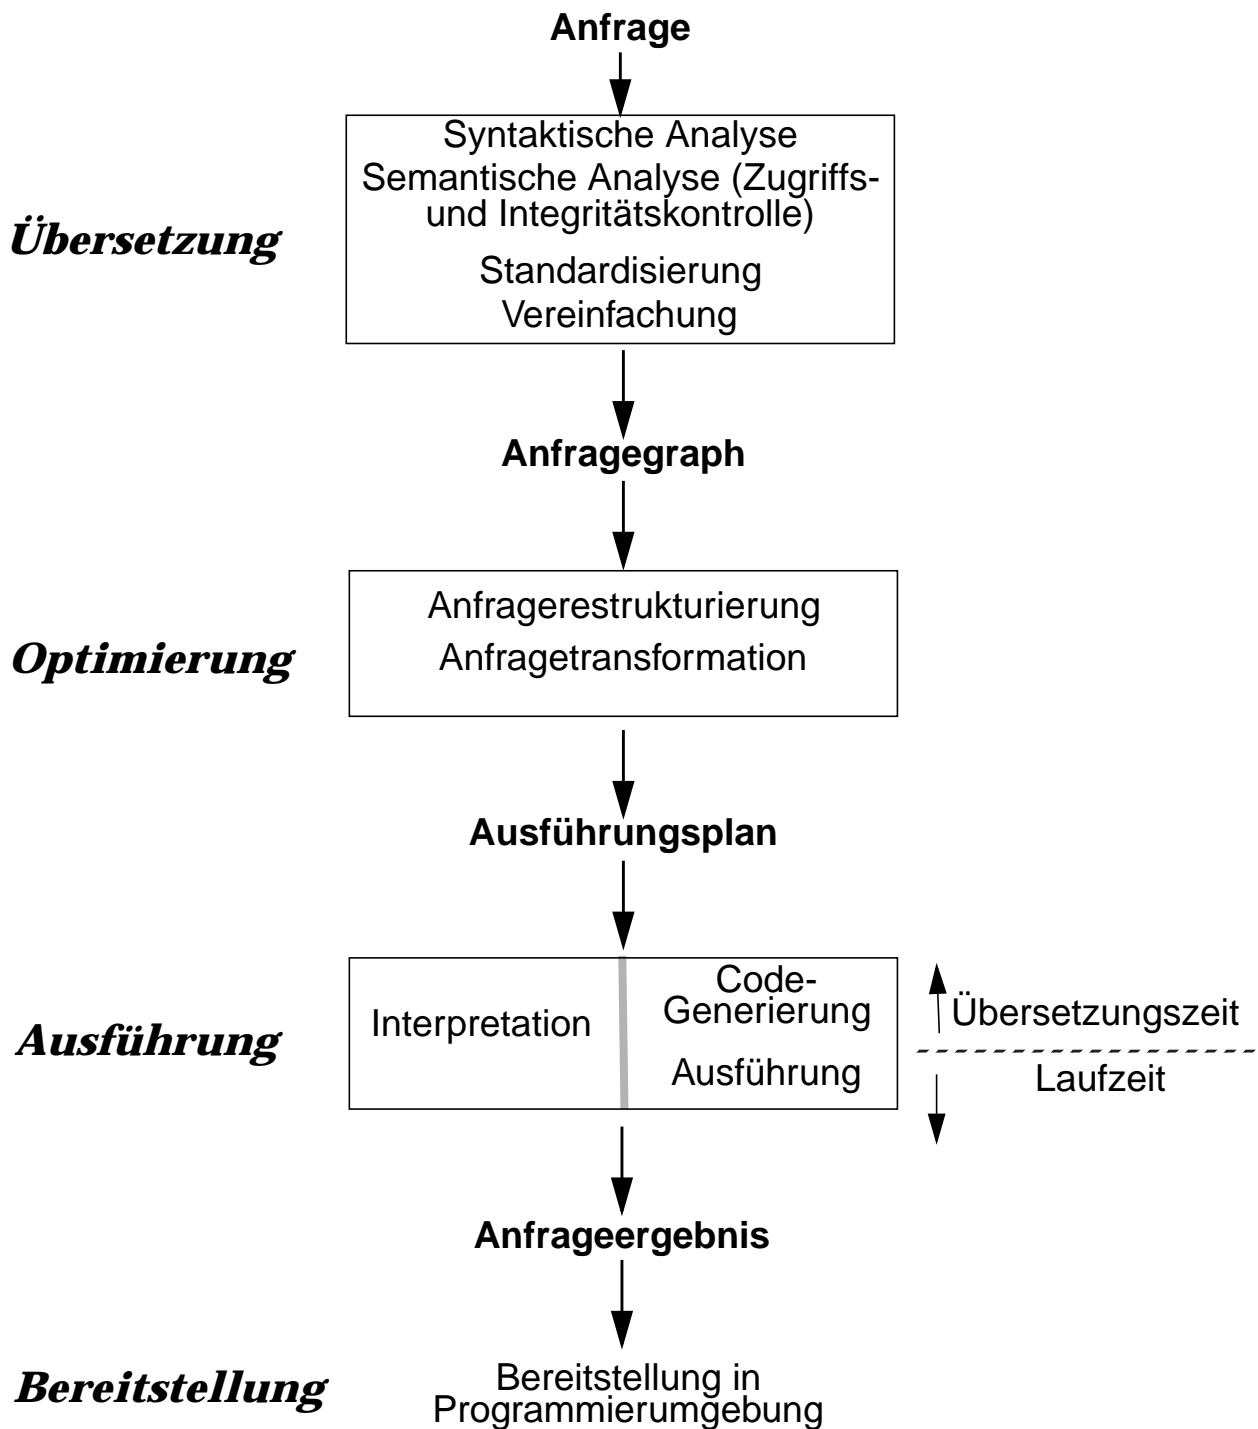 Anfrage
Syntaktische Analyse
Semantische Analyse (Zugriffs-
und Integritätskontrolle)
Übersetzung
Standardisierung
Vereinfachung
Anfragegraph
Anfragerestrukturierung
Optimierung
Anfragetransformation
Ausführungsplan
Code-
Generierung
Interpretation
Ausführung
Ausführung
Übersetzungszeit
Laufzeit
Anfrageergebnis
Bereitstellung
Bereitstellung in
Programmierumgebung